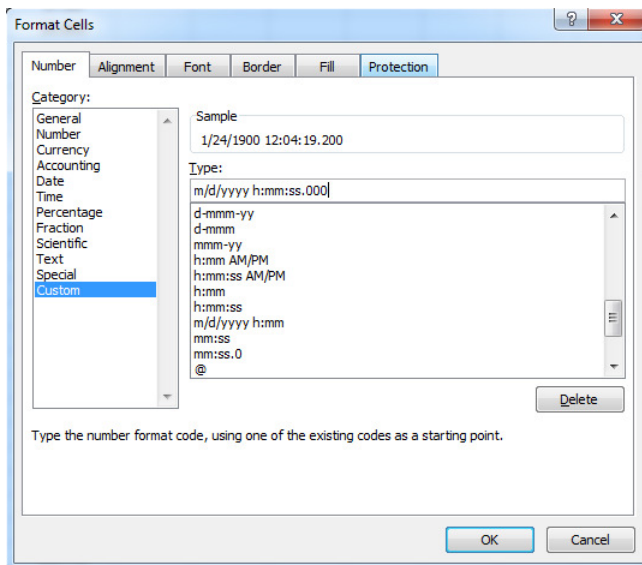 Format Cells
Number Alignment Font Border Fill Protection
Category:
General
Number
Currency
Accounting
Date
Time
Percentage
Fraction
Scientific
Text
Special
Custom
Sample
1/24/1900 12:04:19.200
Type:
m/d/yyyy h:mm:ss.000
d-mmm-yy
d-mmm
mmm-yy
h:mm AM/PM
h:mm:ss AM/PM
h:mm
h:mm:ss
m/d/yyyy h:mm
mm:ss
mm:ss.0
@
Delete
Type the number format code, using one of the existing codes as a starting point.
OK Cancel